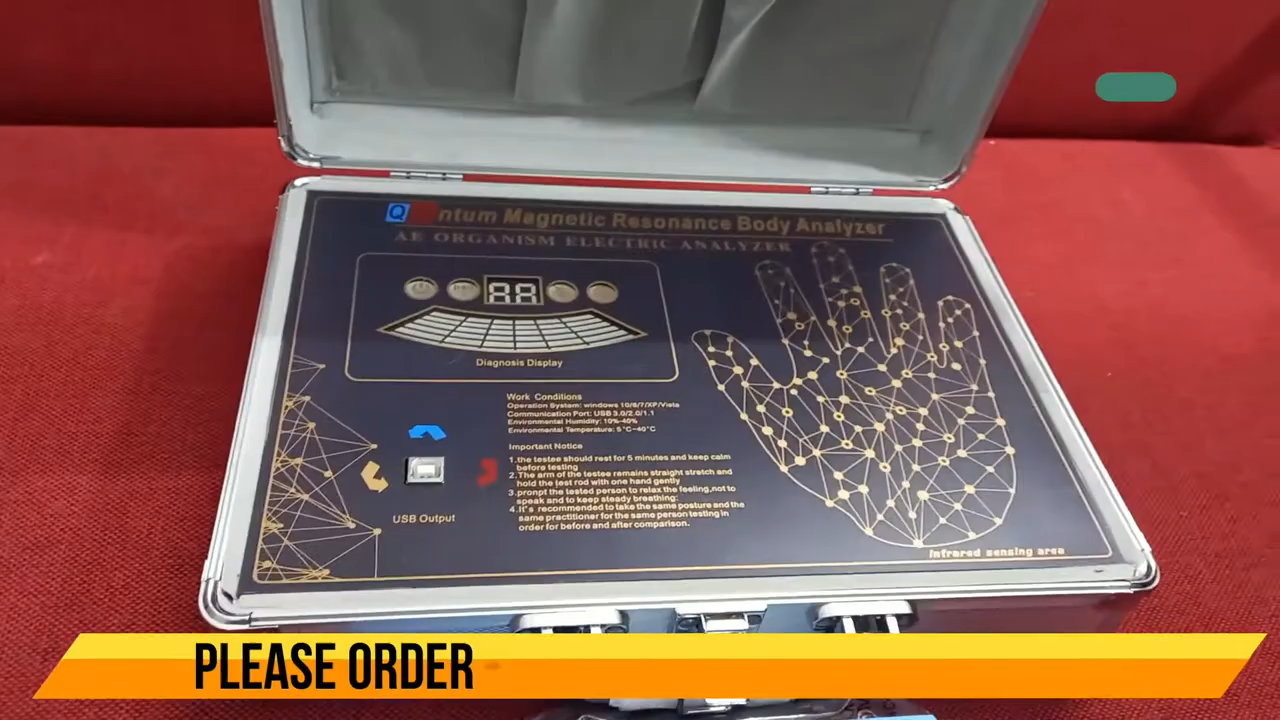 Quantum Magnetic Resonance Body Analyzer
AE ORGANISM ELECTRIC ANALYZER
Diagnosis Display
Work Conditions
Operation System: windows 10/8/7/XP/Vista
Communication Port: USB 3.0/2.0/1.1
Environmental Humidity: 10%-40%
Environmental Temperature: 5°C~40°C
Important Notice
1.the testee should rest for 5 minutes and keep calm
before testing
2.The arm of the testee remains straight stretch and
hold the test rod with one hand gently
3.pronpt the tested person to relax the feeling,not to
speak and to keep steady breathing:
4.It's recommended to take the same posture and the
same practitioner for the same person testing in
order for before and after comparison.
USB Output
Infrared sensing area
PLEASE ORDER